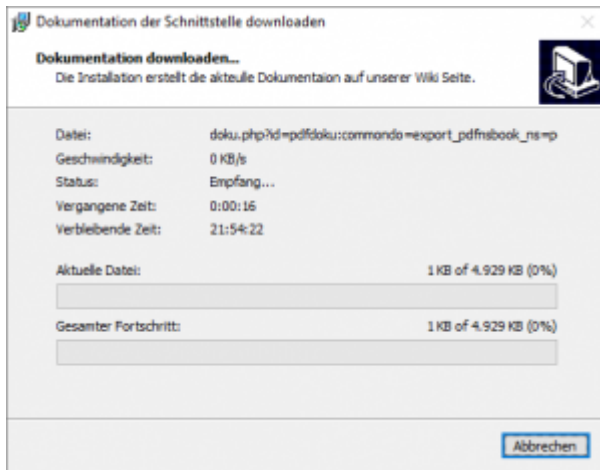 Dokumentation der Schnittstelle downloaden
Dokumentation downloaden...
Die Installation erstellt die akteulle Dokumentaion auf unserer Wiki Seite.
Datei: doku.php?id=pdfdoku:commondo=export_pdfnsbook_ns=p
Geschwindigkeit: 0 KB/s
Status: Empfang...
Vergangene Zeit: 0:00:16
Verbleibende Zeit: 21:54:22
Aktuelle Datei: 1 KB of 4.929 KB (0%)
Gesamter Fortschritt: 1 KB of 4.929 KB (0%)
Abbrechen